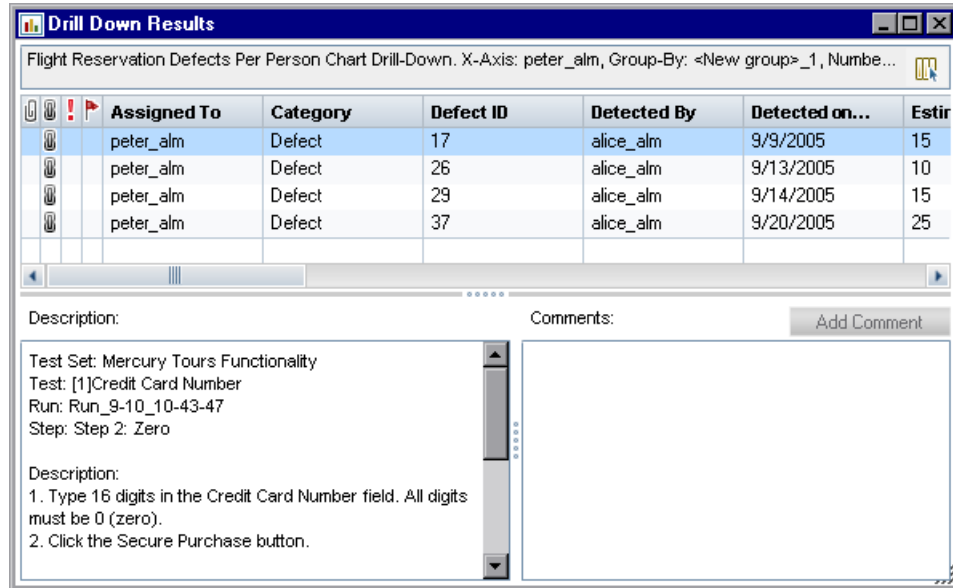 Drill Down Results
Flight Reservation Defects Per Person Chart Drill-Down. X-Axis: peter_alm, Group-By: <New group>_1, Numbe...
Assigned To Category Defect ID Detected By Detected on... Estir
peter_alm Defect 17 alice_alm 9/9/2005 15
peter_alm Defect 26 alice_alm 9/13/2005 10
peter_alm Defect 29 alice_alm 9/14/2005 15
peter_alm Defect 37 alice_alm 9/20/2005 25
Description: Comments: Add Comment
Test Set: Mercury Tours Functionality
Test: [1]Credit Card Number
Run: Run_9-10_10-43-47
Step: Step 2: Zero
Description:
1. Type 16 digits in the Credit Card Number field. All digits
must be 0 (zero).
2. Click the Secure Purchase button.